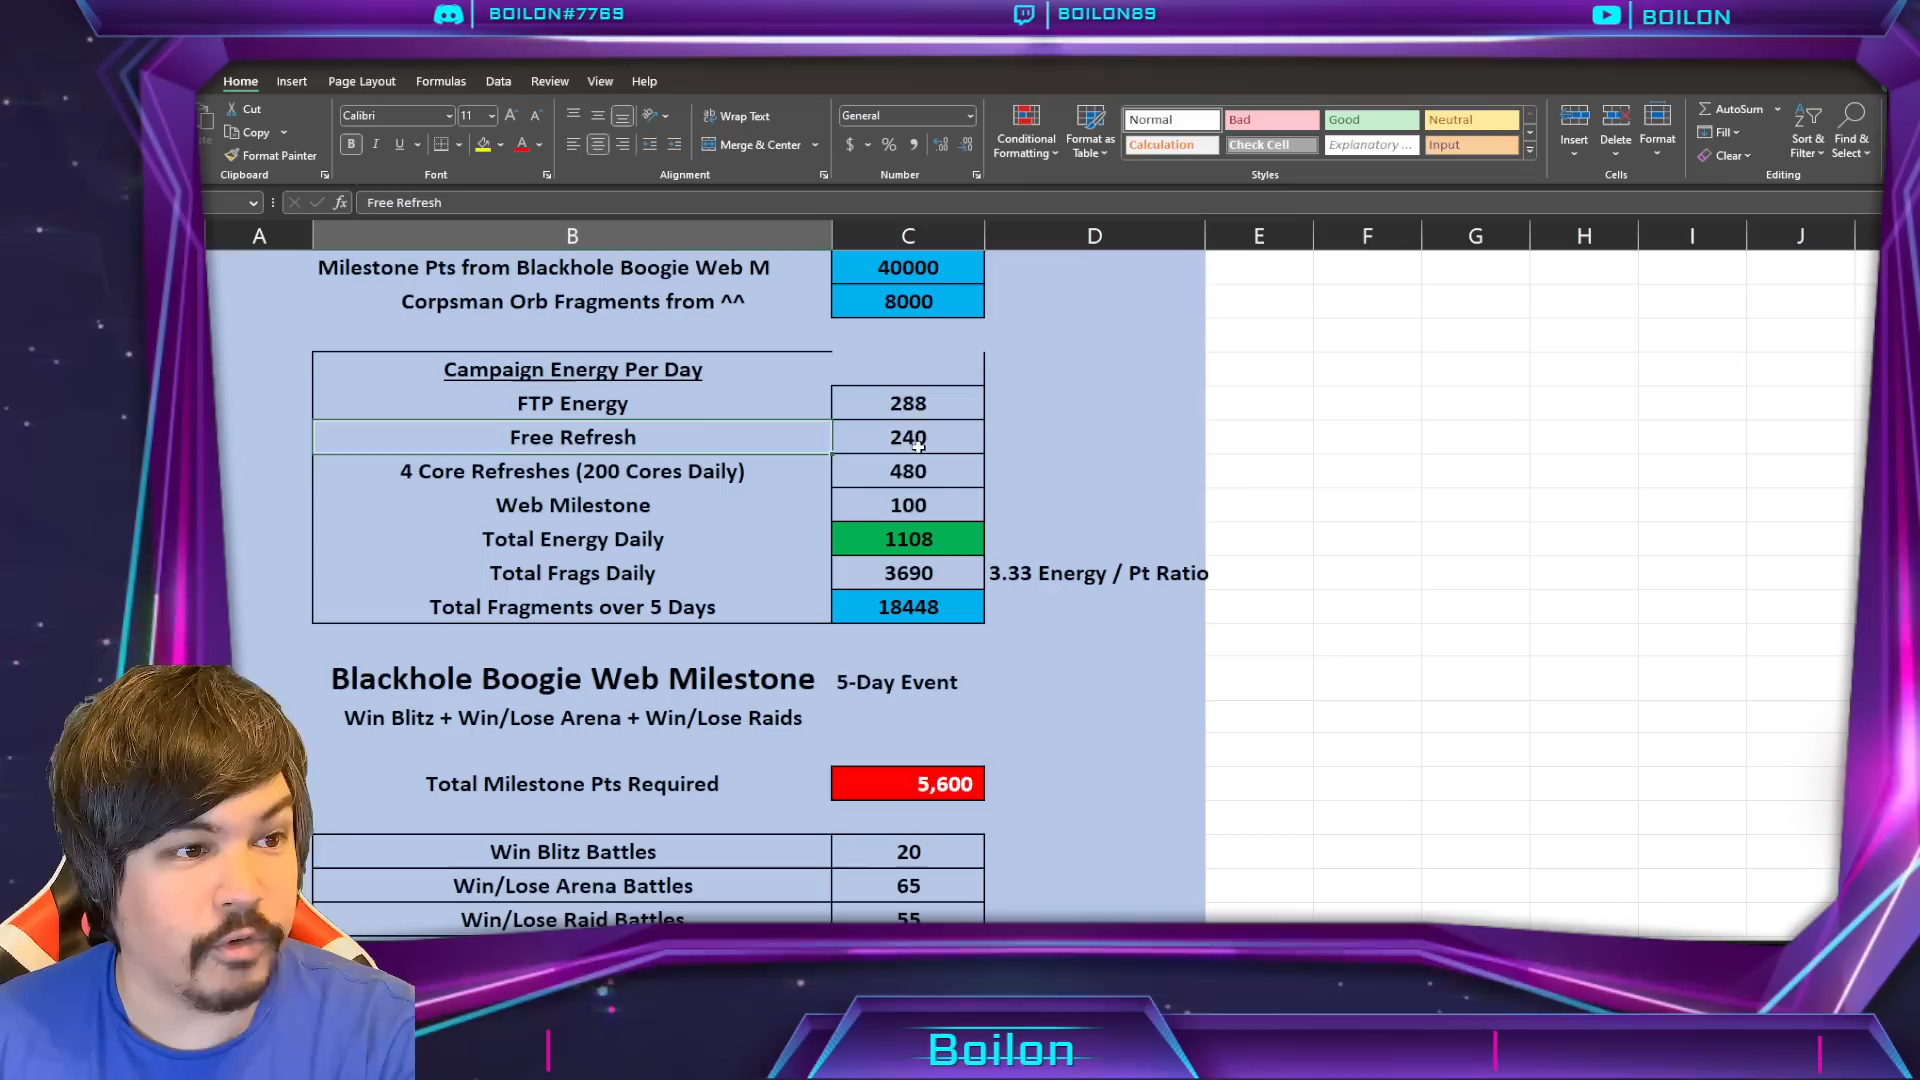 BOILON#7769
BOILON89
BOILON
Home Insert Page Layout Formulas Data Review View Help
Cut
Copy
Format Painter
Clipboard
Calibri 11
B I U
Font
Wrap Text
Merge & Center
Alignment
General
$ % ,
Number
Conditional Formatting
Format as Table
Normal Bad Good Neutral
Calculation Check Cell Explanatory ... Input
Styles
Insert Delete Format
Cells
AutoSum
Fill
Clear
Sort & Filter
Find & Select
Editing
fx Free Refresh
A B C D E F G H I J
Milestone Pts from Blackhole Boogie Web M 40000
Corpsman Orb Fragments from ^^ 8000
Campaign Energy Per Day
FTP Energy 288
Free Refresh 240
4 Core Refreshes (200 Cores Daily) 480
Web Milestone 100
Total Energy Daily 1108
Total Frags Daily 3690 3.33 Energy / Pt Ratio
Total Fragments over 5 Days 18448
Blackhole Boogie Web Milestone 5-Day Event
Win Blitz + Win/Lose Arena + Win/Lose Raids
Total Milestone Pts Required 5,600
Win Blitz Battles 20
Win/Lose Arena Battles 65
Win/Lose Raid Battles 55
Boilon